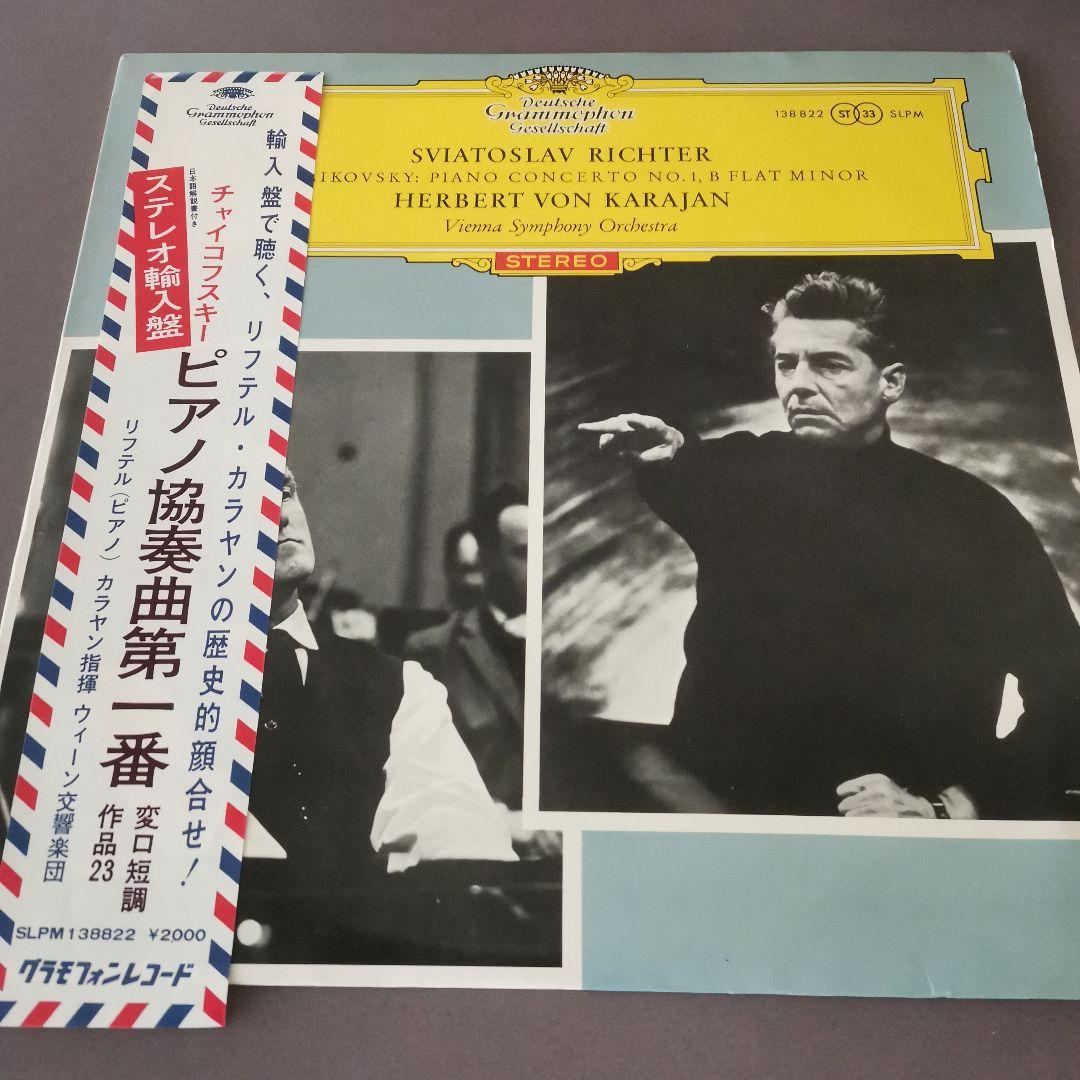 Deutsche
Grammophon
Gesellschaft
輸入盤で聴く、リフテル・カラヤンの歴史的顔合せ!
日本語解説書付き
ステレオ輸入盤
チャイコフスキー
ピアノ協奏曲第一番
変ロ短調
作品23
リフテル(ピアノ) カラヤン指揮 ウィーン交響楽団
SLPM138822 ¥2000
グラモフォンレコード
Deutsche
Grammophon
Gesellschaft
138822 ST 33 SLPM
SVIATOSLAV RICHTER
IKOVSKY: PIANO CONCERTO NO.1, B FLAT MINOR
HERBERT VON KARAJAN
Vienna Symphony Orchestra
STEREO